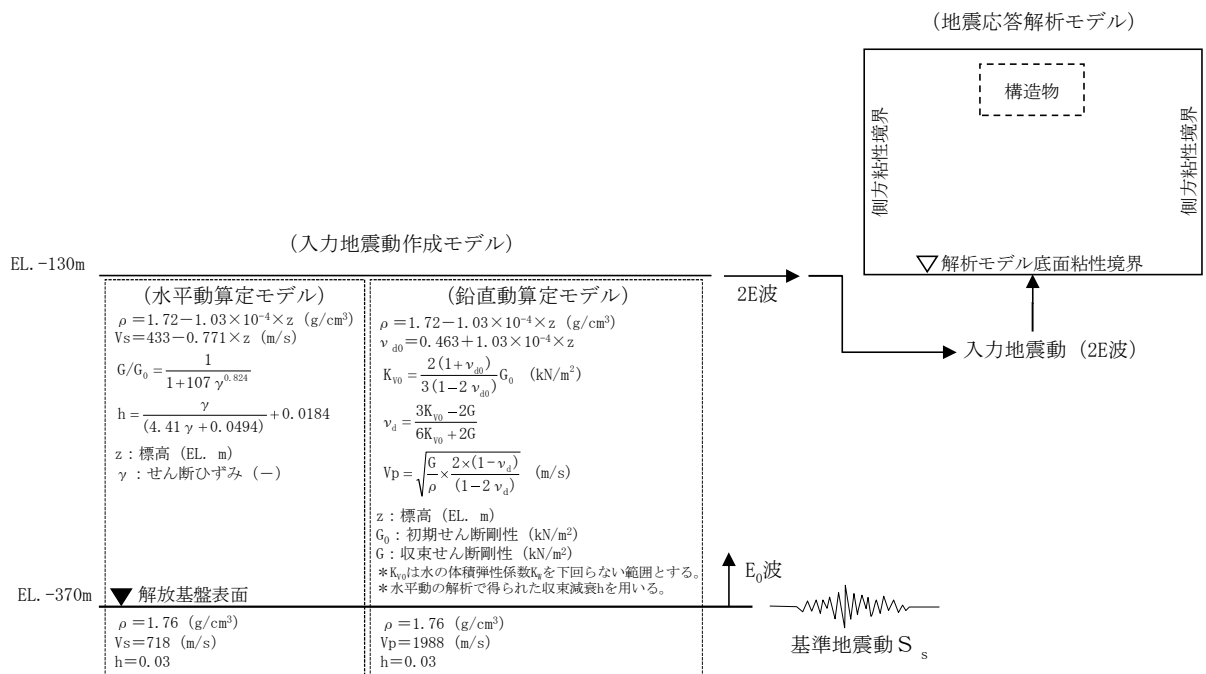 (地震応答解析モデル)
構造物
側方粘性境界
側方粘性境界
▽解析モデル底面粘性境界
入力地震動 (2E波)
(入力地震動作成モデル)
EL.-130m
2E波
(水平動算定モデル)
ρ=1.72-1.03×10⁻⁴×z (g/cm³)
Vs=433-0.771×z (m/s)
G/G₀ = 1/(1+107 γ^0.824)
h = γ/(4.41 γ+0.0494) +0.0184
z:標高 (EL. m)
γ:せん断ひずみ (-)
(鉛直動算定モデル)
ρ=1.72-1.03×10⁻⁴×z (g/cm³)
ν_d0=0.463+1.03×10⁻⁴×z
K_V0 = 2(1+ν_d0)/3(1-2ν_d0) G₀ (kN/m²)
ν_d = (3K_V0-2G)/(6K_V0+2G)
Vp = √(G/ρ × 2×(1-ν_d)/(1-2ν_d)) (m/s)
z:標高 (EL. m)
G₀:初期せん断剛性 (kN/m²)
G:収束せん断剛性 (kN/m²)
*K_V0は水の体積弾性係数K_Wを下回らない範囲とする。
*水平動の解析で得られた収束減衰hを用いる。
EL.-370m
▼解放基盤表面
E₀波
ρ=1.76 (g/cm³)
Vs=718 (m/s)
h=0.03
ρ=1.76 (g/cm³)
Vp=1988 (m/s)
h=0.03
基準地震動Sₛ